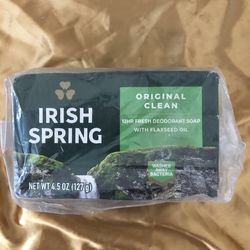 ORIGINAL
CLEAN
IRISH
SPRING
12HR FRESH DEODORANT SOAP
WITH FLAXSEED OIL
WASHES
AWAY
BACTERIA
NET WT 4.5 OZ (127 g)